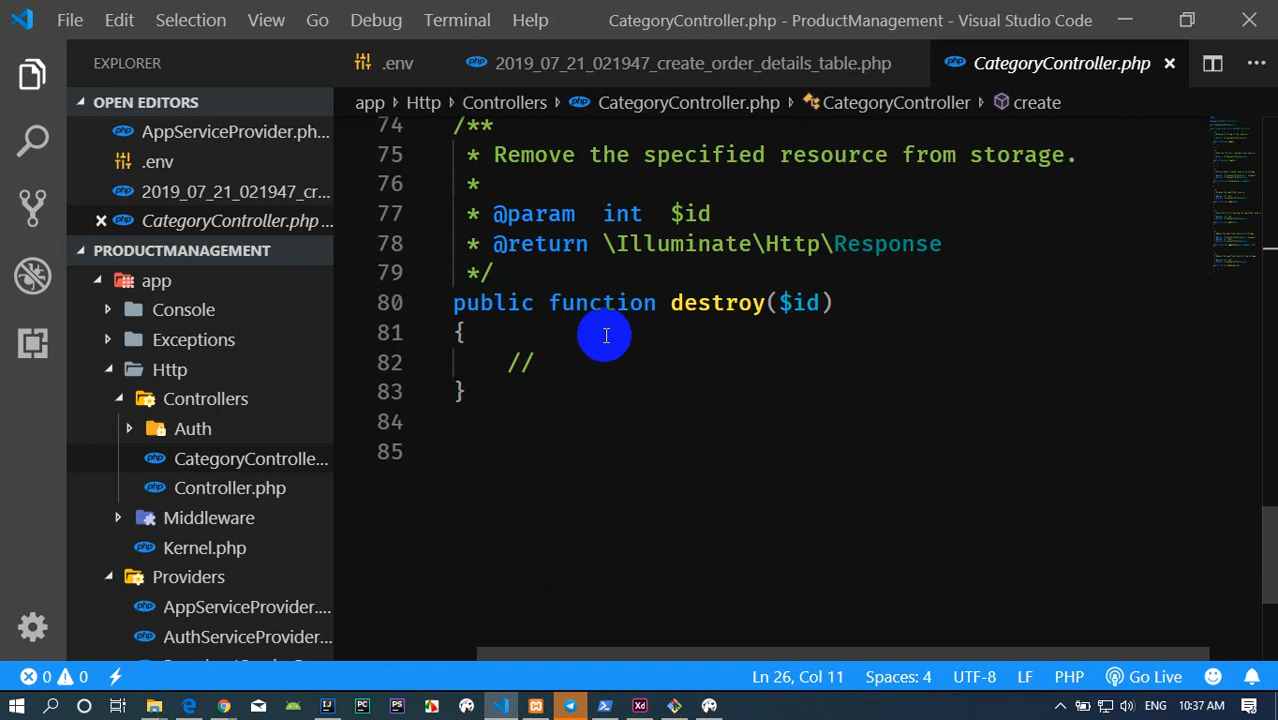 File Edit Selection View Go Debug Terminal Help CategoryController.php - ProductManagement - Visual Studio Code
EXPLORER
.env 2019_07_21_021947_create_order_details_table.php CategoryController.php
OPEN EDITORS
app Http Controllers CategoryController.php CategoryController create
AppServiceProvider.ph...
.env
2019_07_21_021947_cr...
CategoryController.php...
PRODUCTMANAGEMENT
app
Console
Exceptions
Http
Controllers
Auth
CategoryControlle...
Controller.php
Middleware
Kernel.php
Providers
AppServiceProvider....
AuthServiceProvider...
74 /**
75 * Remove the specified resource from storage.
76 *
77 * @param int $id
78 * @return \Illuminate\Http\Response
79 */
80 public function destroy($id)
81 {
82 //
83 }
84
85
0 0 Ln 26, Col 11 Spaces: 4 UTF-8 LF PHP Go Live
ENG 10:37 AM